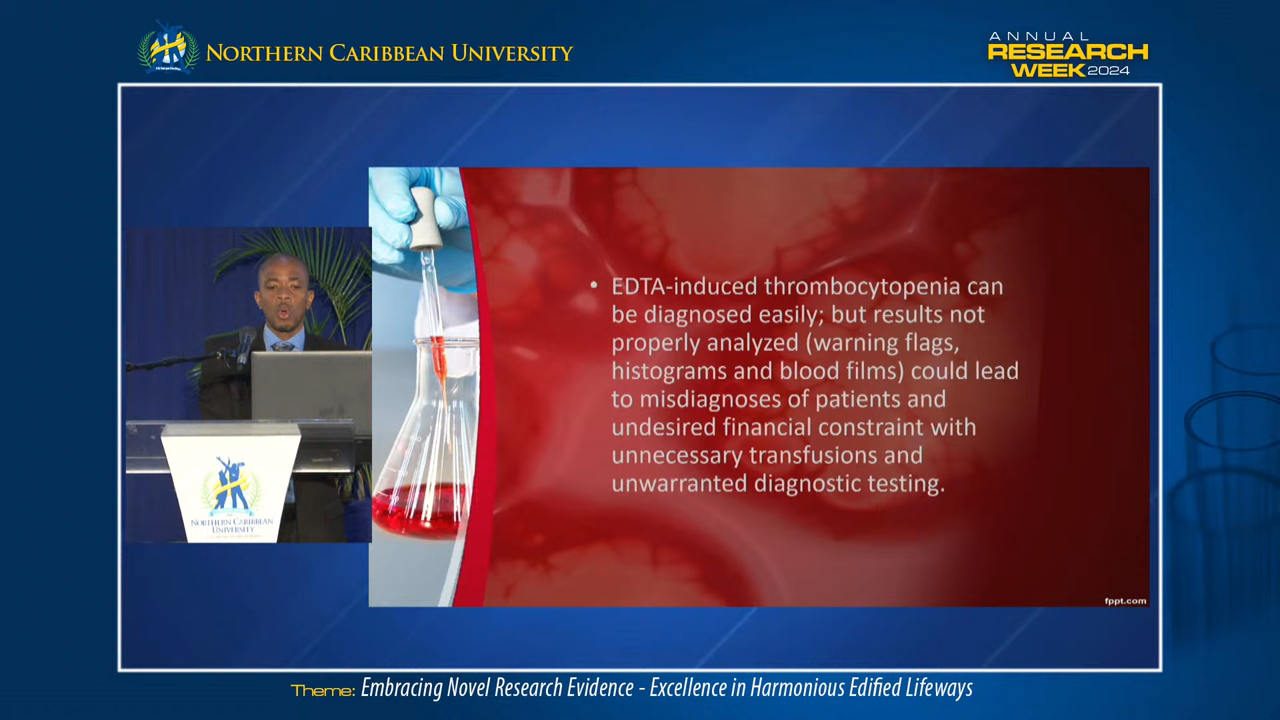 NORTHERN CARIBBEAN UNIVERSITY
ANNUAL
RESEARCH
WEEK 2024
• EDTA-induced thrombocytopenia can
be diagnosed easily; but results not
properly analyzed (warning flags,
histograms and blood films) could lead
to misdiagnoses of patients and
undesired financial constraint with
unnecessary transfusions and
unwarranted diagnostic testing.
NORTHERN CARIBBEAN
UNIVERSITY
fppt.com
Theme: Embracing Novel Research Evidence - Excellence in Harmonious Edified Lifeways